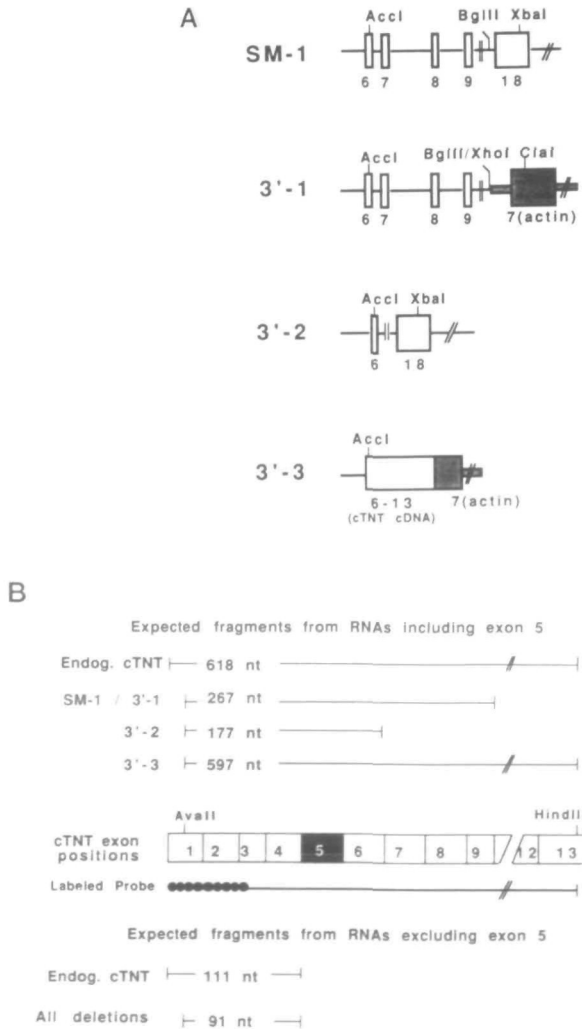 A
AccI BglII XbaI
SM-1
6 7 8 9 18
AccI BglII/XhoI ClaI
3'-1
6 7 8 9 7(actin)
AccI XbaI
3'-2
6 18
AccI
3'-3
6-13 7(actin)
(cTNT cDNA)
B
Expected fragments from RNAs including exon 5
Endog. cTNT 618 nt
SM-1 / 3'-1 267 nt
3'-2 177 nt
3'-3 597 nt
AvaII HindII
cTNT exon
positions
1 2 3 4 5 6 7 8 9 12 13
Labeled Probe
Expected fragments from RNAs excluding exon 5
Endog. cTNT 111 nt
All deletions 91 nt